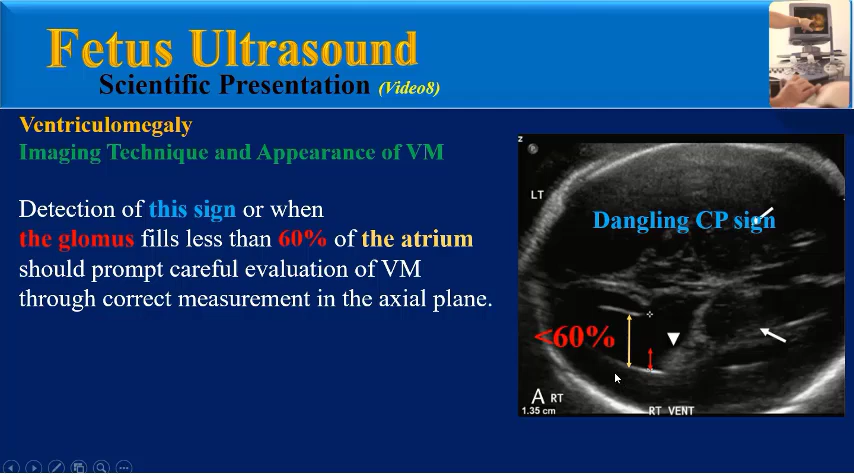 Fetus Ultrasound
Scientific Presentation (Video8)
Ventriculomegaly
Imaging Technique and Appearance of VM
Detection of this sign or when
the glomus fills less than 60% of the atrium
should prompt careful evaluation of VM
through correct measurement in the axial plane.
z
LT
Dangling CP sign
<60%
A RT
1.35 cm
RT VENT